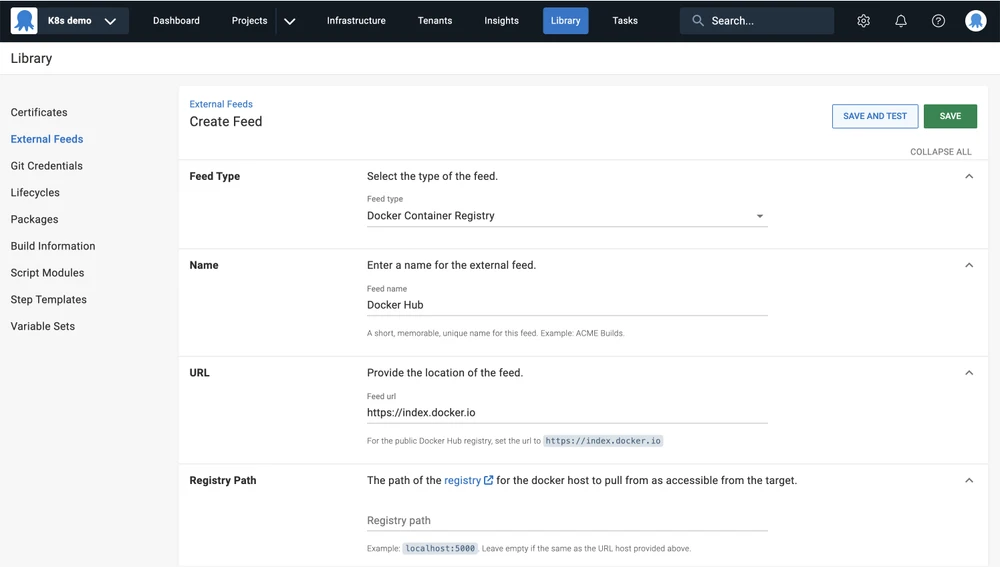 K8s demo
Dashboard
Projects
Infrastructure
Tenants
Insights
Library
Tasks
Search...
Library
Certificates
External Feeds
Git Credentials
Lifecycles
Packages
Build Information
Script Modules
Step Templates
Variable Sets
External Feeds
Create Feed
SAVE AND TEST
SAVE
COLLAPSE ALL
Feed Type
Select the type of the feed.
Feed type
Docker Container Registry
Name
Enter a name for the external feed.
Feed name
Docker Hub
A short, memorable, unique name for this feed. Example: ACME Builds.
URL
Provide the location of the feed.
Feed url
https://index.docker.io
For the public Docker Hub registry, set the url to https://index.docker.io
Registry Path
The path of the registry for the docker host to pull from as accessible from the target.
Registry path
Example: localhost:5000. Leave empty if the same as the URL host provided above.